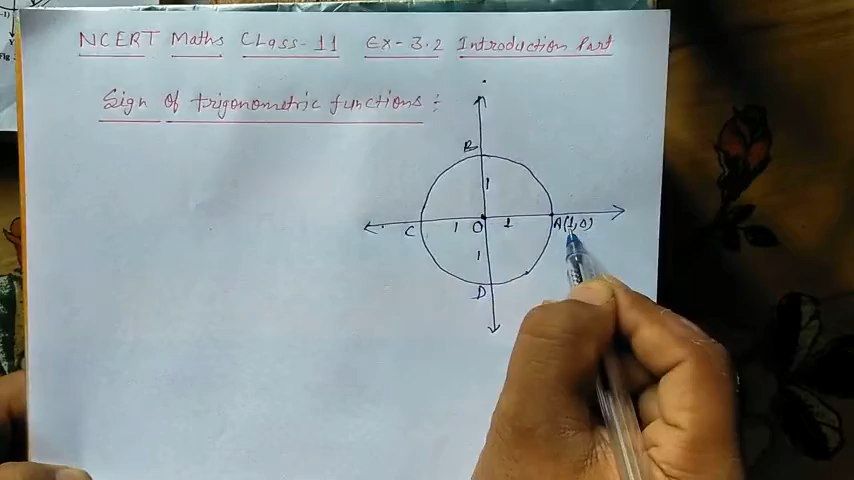 NCERT Maths Class-11 Ex-3.2 Introduction Part
Sign of trigonometric functions :-
B
1
C 1 O 1 A(1,0)
1
D